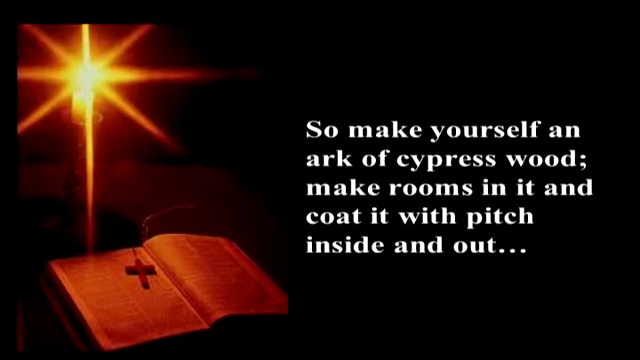 So make yourself an
ark of cypress wood;
make rooms in it and
coat it with pitch
inside and out...